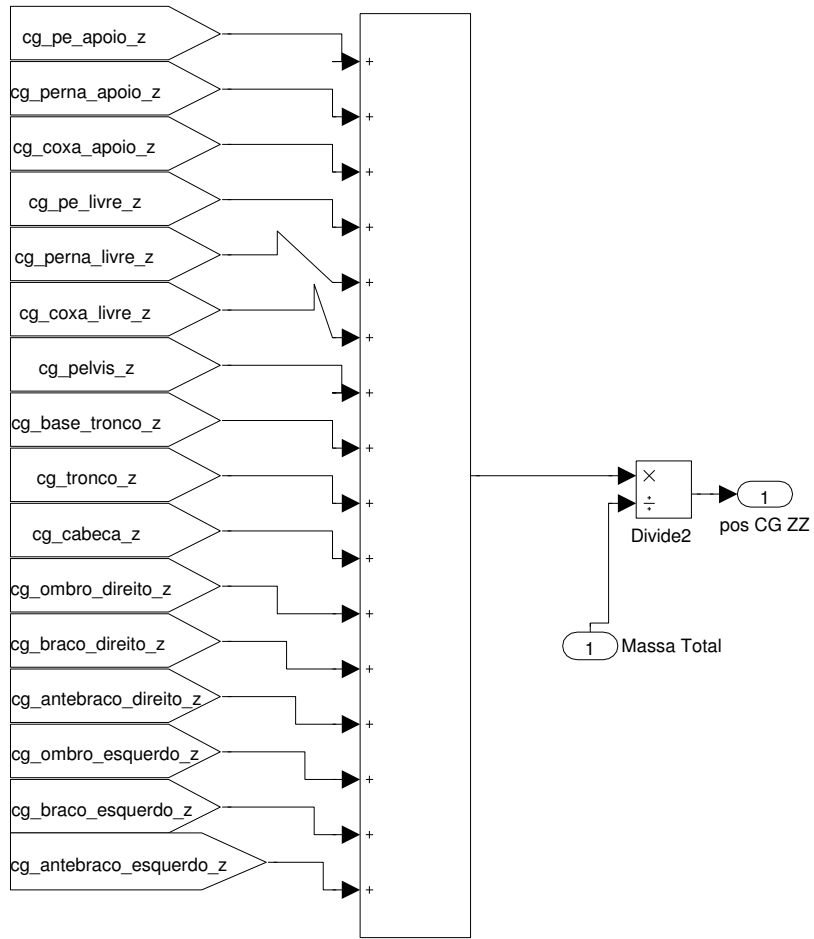 cg_pe_apoio_z
+
cg_perna_apoio_z
+
cg_coxa_apoio_z
+
cg_pe_livre_z
+
cg_perna_livre_z
+
cg_coxa_livre_z
+
cg_pelvis_z
+
cg_base_tronco_z
+
cg_tronco_z
+
cg_cabeca_z
+
cg_ombro_direito_z
+
cg_braco_direito_z
+
cg_antebraco_direito_z
+
cg_ombro_esquerdo_z
+
cg_braco_esquerdo_z
+
cg_antebraco_esquerdo_z
+
×
÷
Divide2
1
pos CG ZZ
1
Massa Total